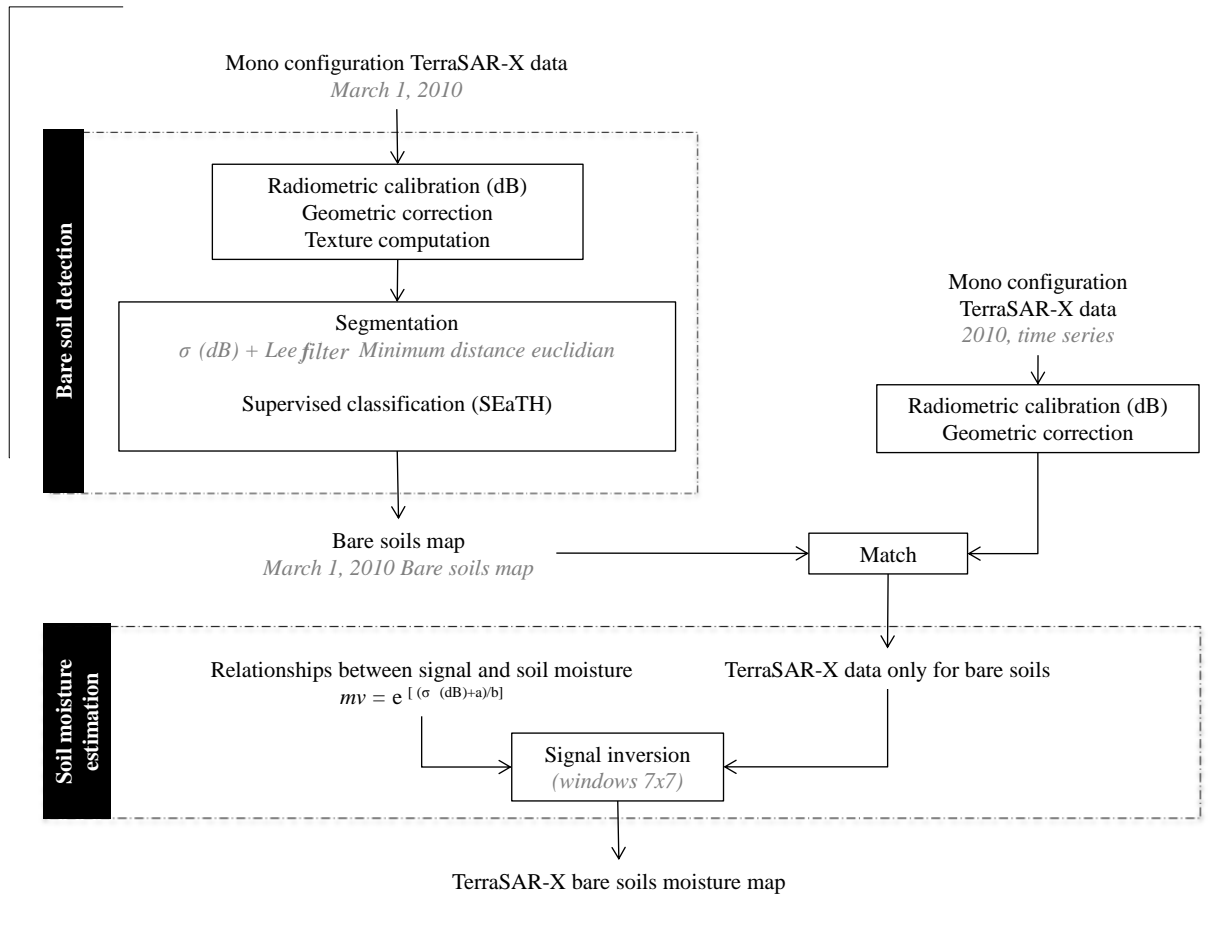 Mono configuration TerraSAR-X data
March 1, 2010
Bare soil detection
Radiometric calibration (dB)
Geometric correction
Texture computation
Segmentation
σ (dB) + Lee filter Minimum distance euclidian
Supervised classification (SEaTH)
Mono configuration
TerraSAR-X data
2010, time series
Radiometric calibration (dB)
Geometric correction
Bare soils map
March 1, 2010 Bare soils map
Match
Soil moisture
estimation
Relationships between signal and soil moisture
mv = e [ (σ (dB)+a)/b]
TerraSAR-X data only for bare soils
Signal inversion
(windows 7x7)
TerraSAR-X bare soils moisture map